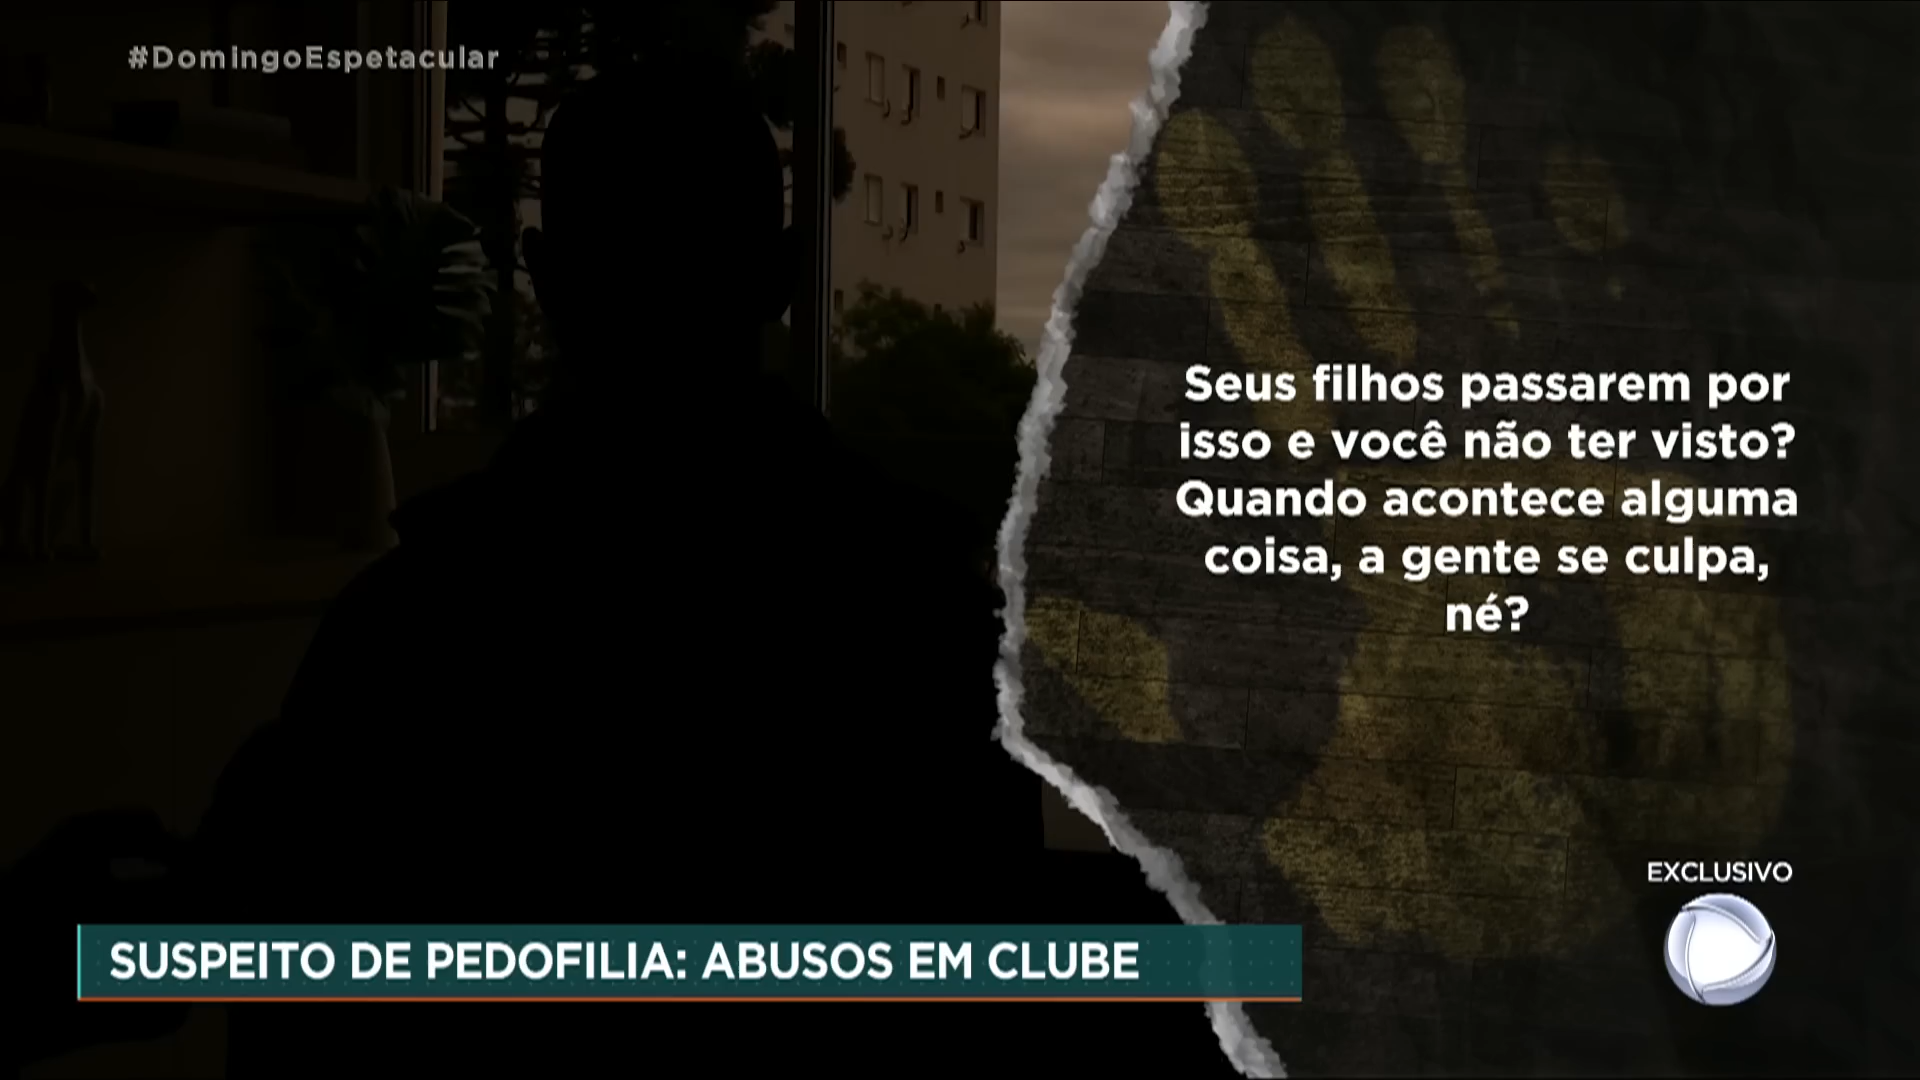 #DomingoEspetacular
Seus filhos passarem por
isso e você não ter visto?
Quando acontece alguma
coisa, a gente se culpa,
né?
EXCLUSIVO
SUSPEITO DE PEDOFILIA: ABUSOS EM CLUBE